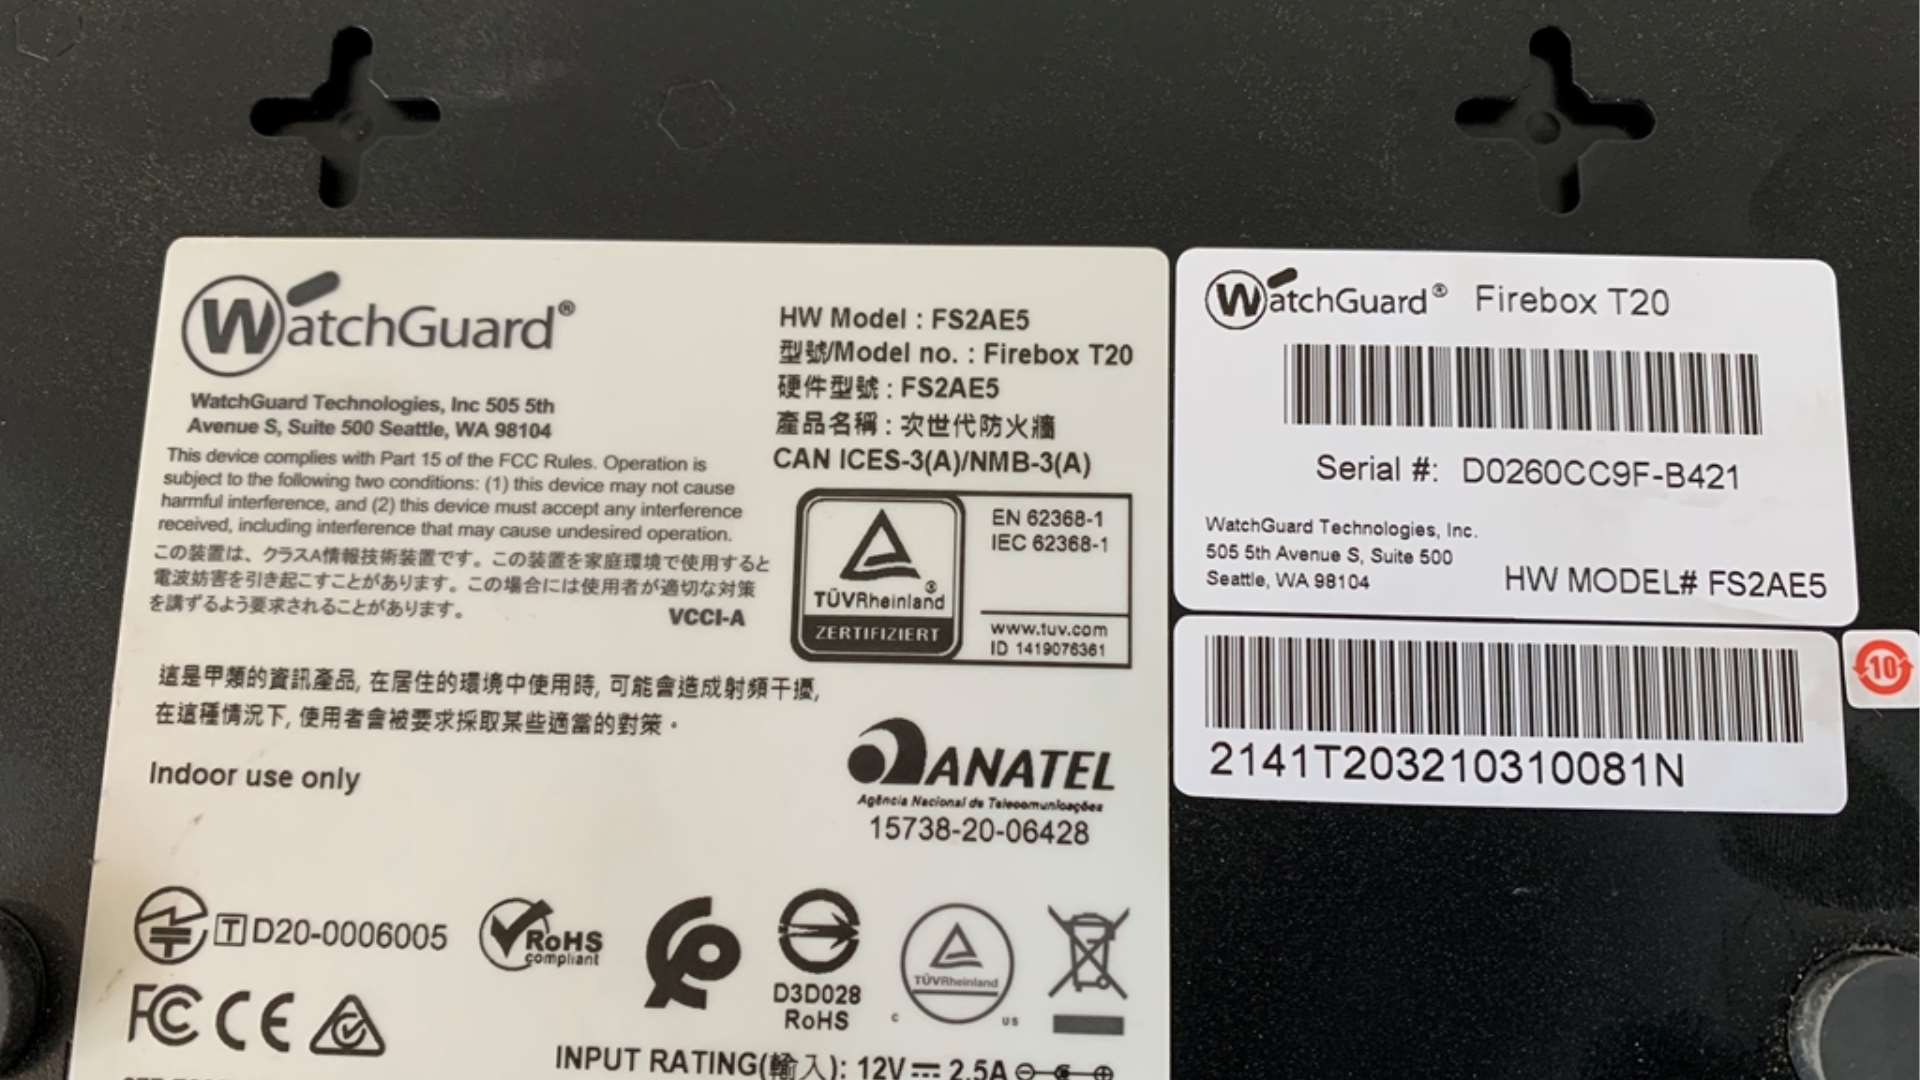 WatchGuard®
WatchGuard Technologies, Inc 505 5th
Avenue S, Suite 500 Seattle, WA 98104
This device complies with Part 15 of the FCC Rules. Operation is
subject to the following two conditions: (1) this device may not cause
harmful interference, and (2) this device must accept any interference
received, including interference that may cause undesired operation.
この装置は、クラスA情報技術装置です。この装置を家庭環境で使用すると
電波妨害を引き起こすことがあります。この場合には使用者が適切な対策
を講ずるよう要求されることがあります。
VCCI-A
HW Model : FS2AE5
型號/Model no. : Firebox T20
硬件型號 : FS2AE5
產品名稱 : 次世代防火牆
CAN ICES-3(A)/NMB-3(A)
TÜVRheinland®
ZERTIFIZIERT
EN 62368-1
IEC 62368-1
www.tuv.com
ID 1419076361
這是甲類的資訊產品, 在居住的環境中使用時, 可能會造成射頻干擾,
在這種情況下, 使用者會被要求採取某些適當的對策。
Indoor use only
ANATEL
Agência Nacional de Telecomunicações
15738-20-06428
T D20-0006005
RoHS
compliant
D3D028
RoHS
TÜVRheinland
c us
FC CE
INPUT RATING(輸入): 12V 2.5A
WatchGuard® Firebox T20
Serial #: D0260CC9F-B421
WatchGuard Technologies, Inc.
505 5th Avenue S, Suite 500
Seattle, WA 98104
HW MODEL# FS2AE5
2141T203210310081N
10